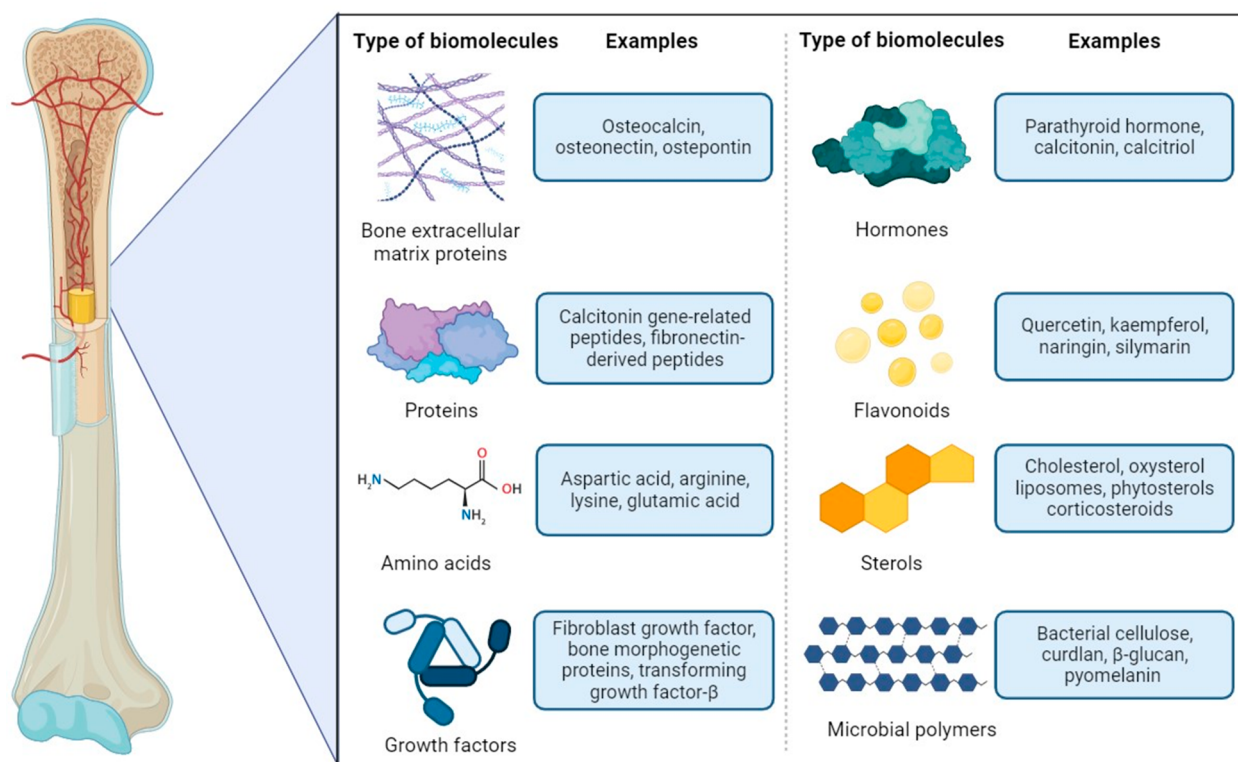 Type of biomolecules
Examples
Osteocalcin,
osteonectin, ostepontin
Bone extracellular
matrix proteins
Calcitonin gene-related
peptides, fibronectin-
derived peptides
Proteins
H₂N
O
OH
NH₂
Aspartic acid, arginine,
lysine, glutamic acid
Amino acids
Fibroblast growth factor,
bone morphogenetic
proteins, transforming
growth factor-β
Growth factors
Type of biomolecules
Examples
Parathyroid hormone,
calcitonin, calcitriol
Hormones
Quercetin, kaempferol,
naringin, silymarin
Flavonoids
Cholesterol, oxysterol
liposomes, phytosterols
corticosteroids
Sterols
Bacterial cellulose,
curdlan, β-glucan,
pyomelanin
Microbial polymers